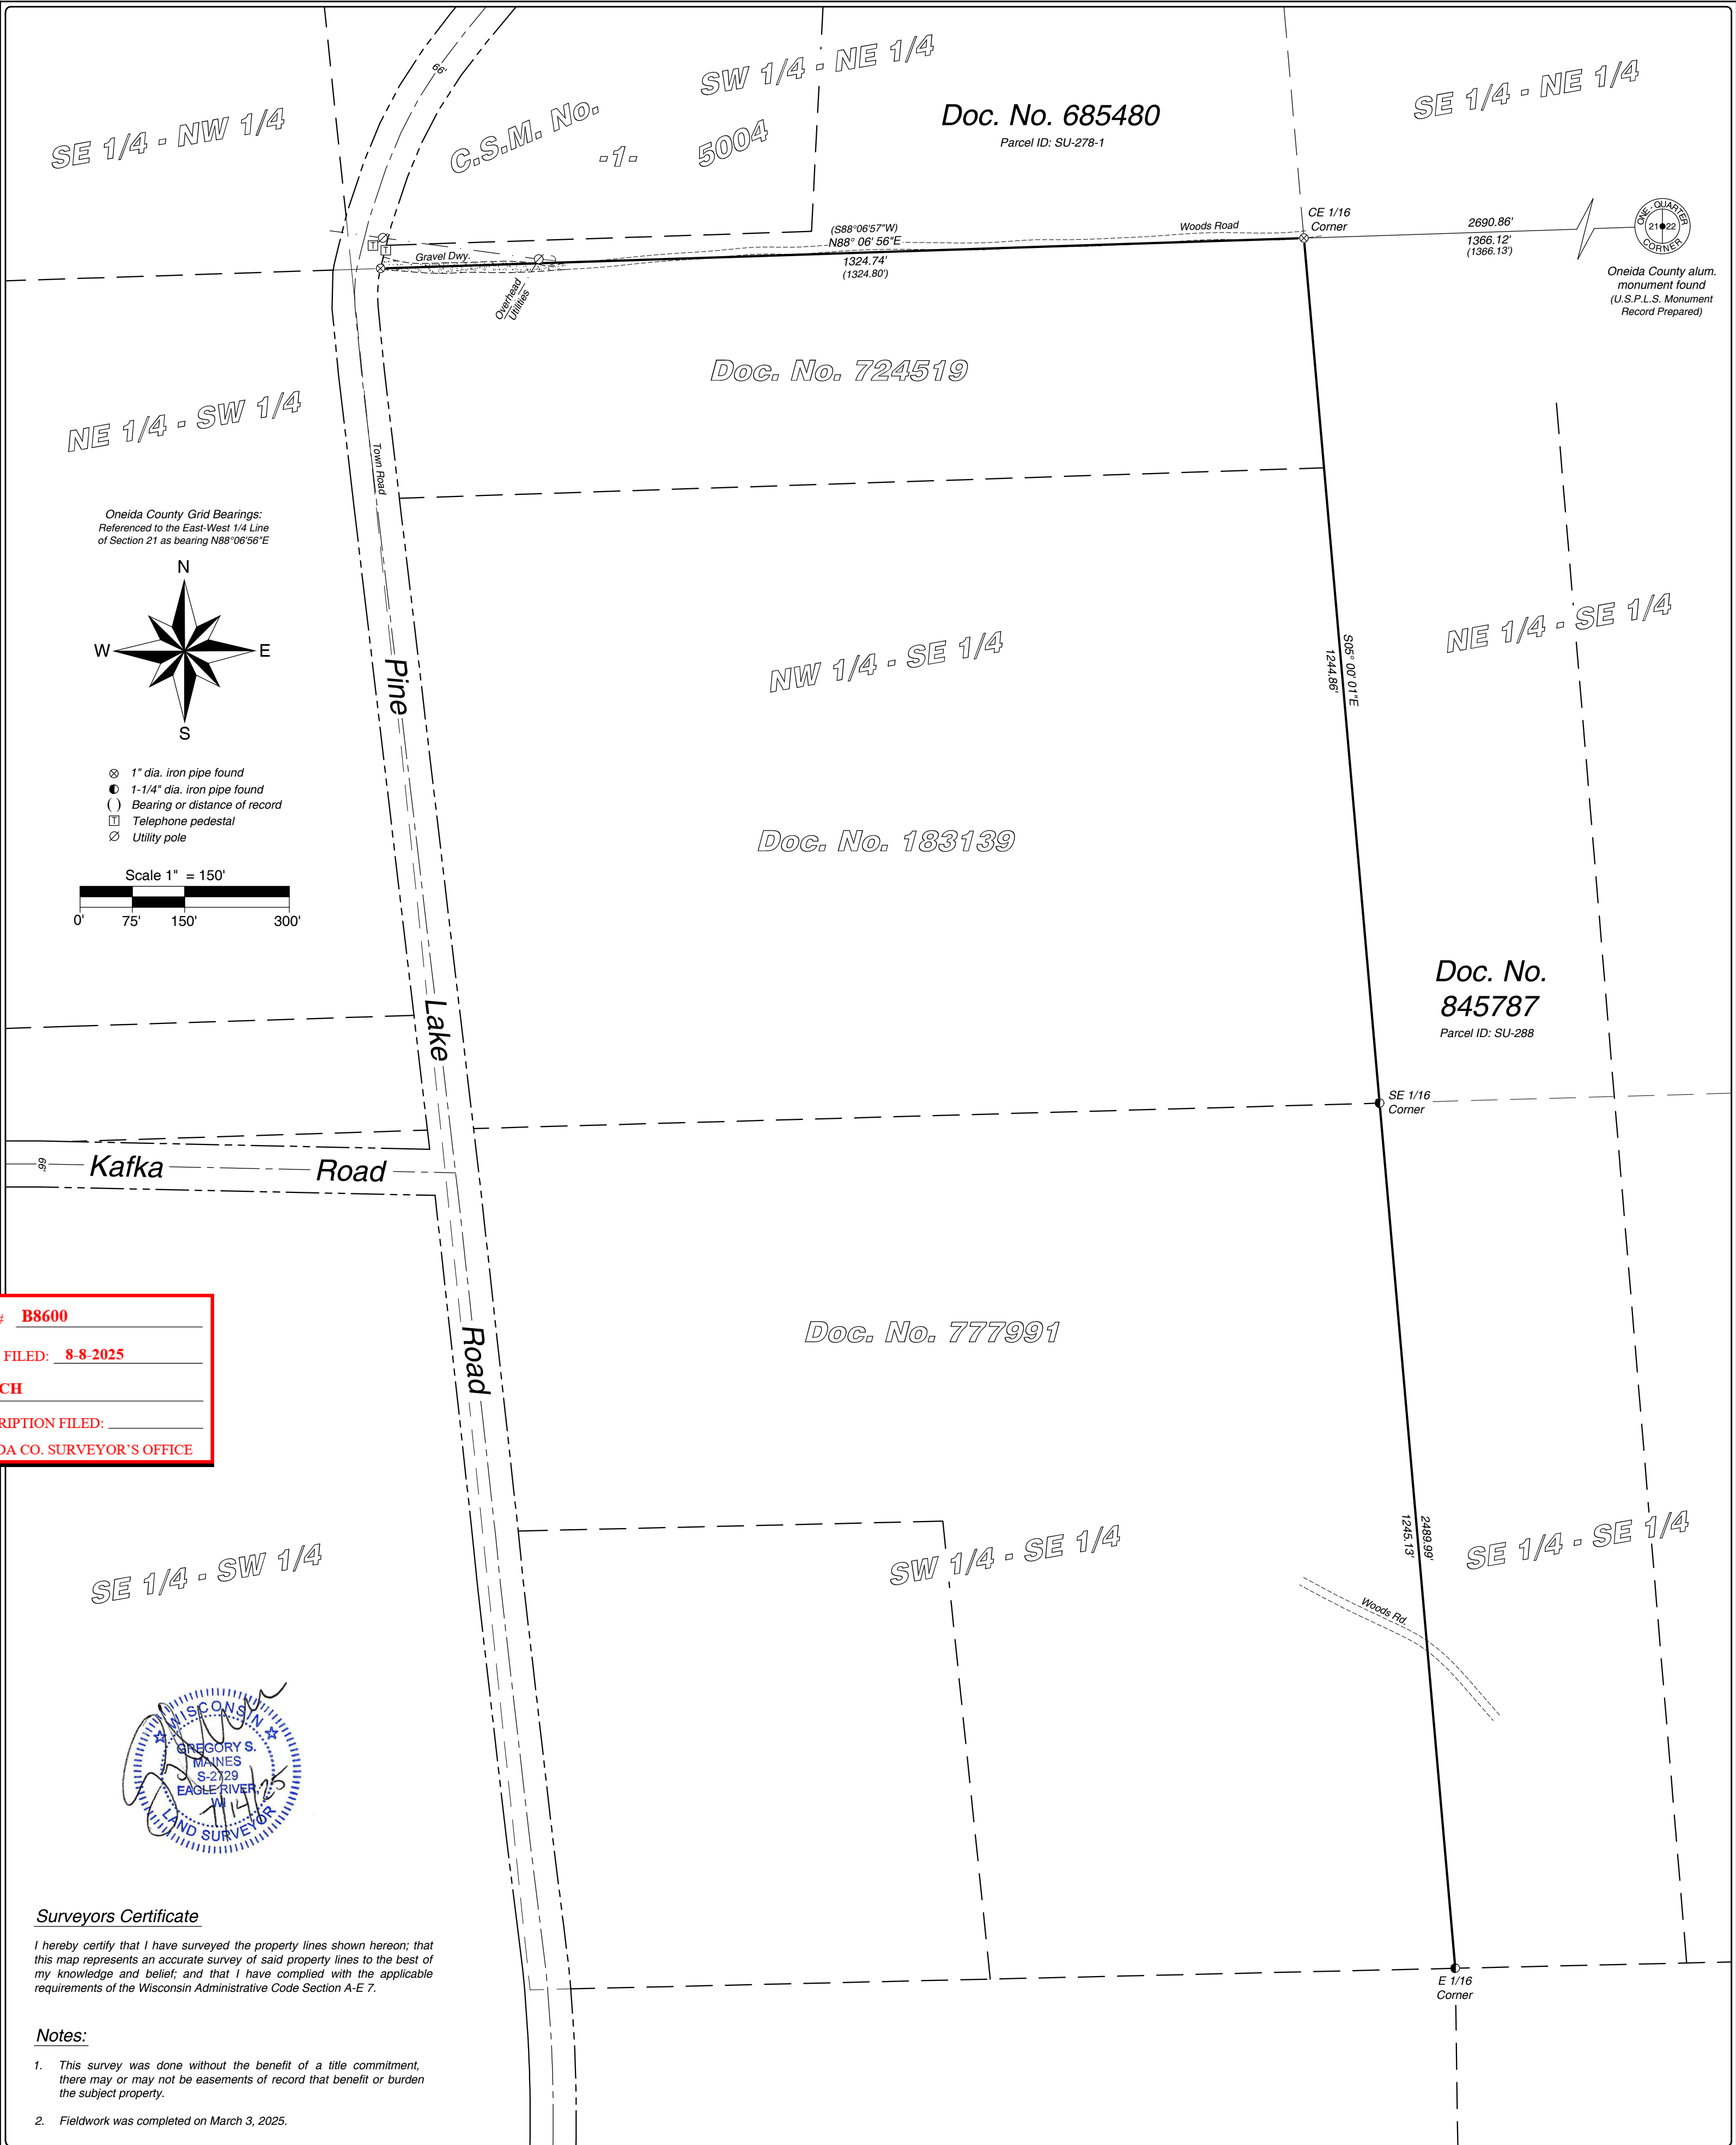 66'
SW 1/4 - NE 1/4
SE 1/4 - NE 1/4
SE 1/4 - NW 1/4
C.S.M. No.
-1-
5004
Doc. No. 685480
Parcel ID: SU-278-1
CE 1/16
Corner
2690.86'
1366.12'
(1366.13')
ONE - QUARTER
21 22
CORNER
Oneida County alum.
monument found
(U.S.P.L.S. Monument
Record Prepared)
(S88°06'57"W)
N88° 06' 56"E
1324.74'
(1324.80')
Woods Road
T
T
Gravel Dwy.
Overhead
Utilities
Doc. No. 724519
NE 1/4 - SW 1/4
Town Road
Oneida County Grid Bearings:
Referenced to the East-West 1/4 Line
of Section 21 as bearing N88°06'56"E
N
W
E
S
Pine
NW 1/4 - SE 1/4
NE 1/4 - SE 1/4
S05° 00' 01"E
1244.86'
1" dia. iron pipe found
1-1/4" dia. iron pipe found
( ) Bearing or distance of record
T Telephone pedestal
Utility pole
Scale 1" = 150'
0' 75' 150' 300'
Doc. No. 183139
Doc. No.
845787
Parcel ID: SU-288
Lake
SE 1/16
Corner
66'
Kafka Road
# B8600
FILED: 8-8-2025
CH
RIPTION FILED:
DA CO. SURVEYOR'S OFFICE
Road
Doc. No. 777991
SE 1/4 - SW 1/4
SW 1/4 - SE 1/4
SE 1/4 - SE 1/4
2489.99'
1245.13'
Woods Rd.
WISCONSIN
GREGORY S.
MAINES
S-2729
EAGLE RIVER,
WI
7/14/25
LAND SURVEYOR
E 1/16
Corner
Surveyors Certificate
I hereby certify that I have surveyed the property lines shown hereon; that
this map represents an accurate survey of said property lines to the best of
my knowledge and belief; and that I have complied with the applicable
requirements of the Wisconsin Administrative Code Section A-E 7.
Notes:
1. This survey was done without the benefit of a title commitment,
there may or may not be easements of record that benefit or burden
the subject property.
2. Fieldwork was completed on March 3, 2025.